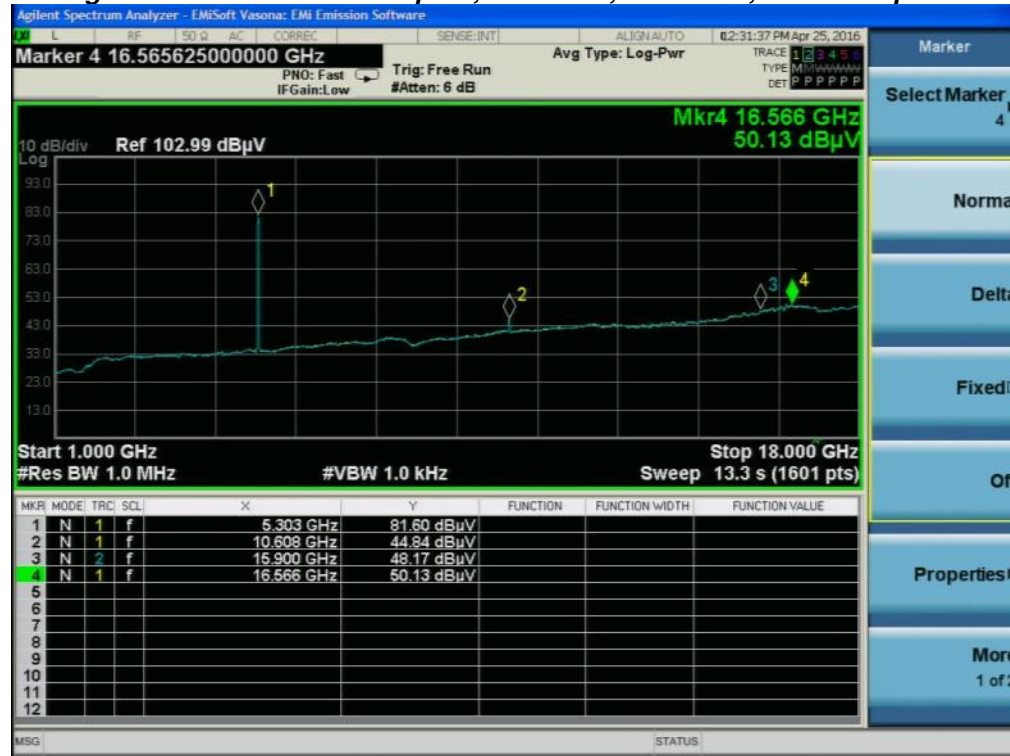 Agilent Spectrum Analyzer - EMiSoft Vasona: EMi Emission Software
L RF 50 Ω AC CORREC SENSE:INT ALIGNAUTO 02:31:37 PM Apr 25, 2016
Marker 4 16.565625000000 GHz
PNO: Fast
IFGain:Low
Trig: Free Run
#Atten: 6 dB
Avg Type: Log-Pwr
TRACE 1 2 3 4 5 6
TYPE M M W W W W
DET P P P P P P
Mkr4 16.566 GHz
50.13 dBµV
10 dB/div Ref 102.99 dBµV
Log
93.0
83.0
73.0
63.0
53.0
43.0
33.0
23.0
13.0
1
2
3
4
Start 1.000 GHz Stop 18.000 GHz
#Res BW 1.0 MHz #VBW 1.0 kHz Sweep 13.3 s (1601 pts)
MKR MODE TRC SCL X Y FUNCTION FUNCTION WIDTH FUNCTION VALUE
1 N 1 f 5.303 GHz 81.60 dBµV
2 N 1 f 10.608 GHz 44.84 dBµV
3 N 2 f 15.900 GHz 48.17 dBµV
4 N 1 f 16.566 GHz 50.13 dBµV
5
6
7
8
9
10
11
12
MSG STATUS
Marker
Select Marker
4
Norma
Delta
Fixed
Of
Properties
More
1 of 2